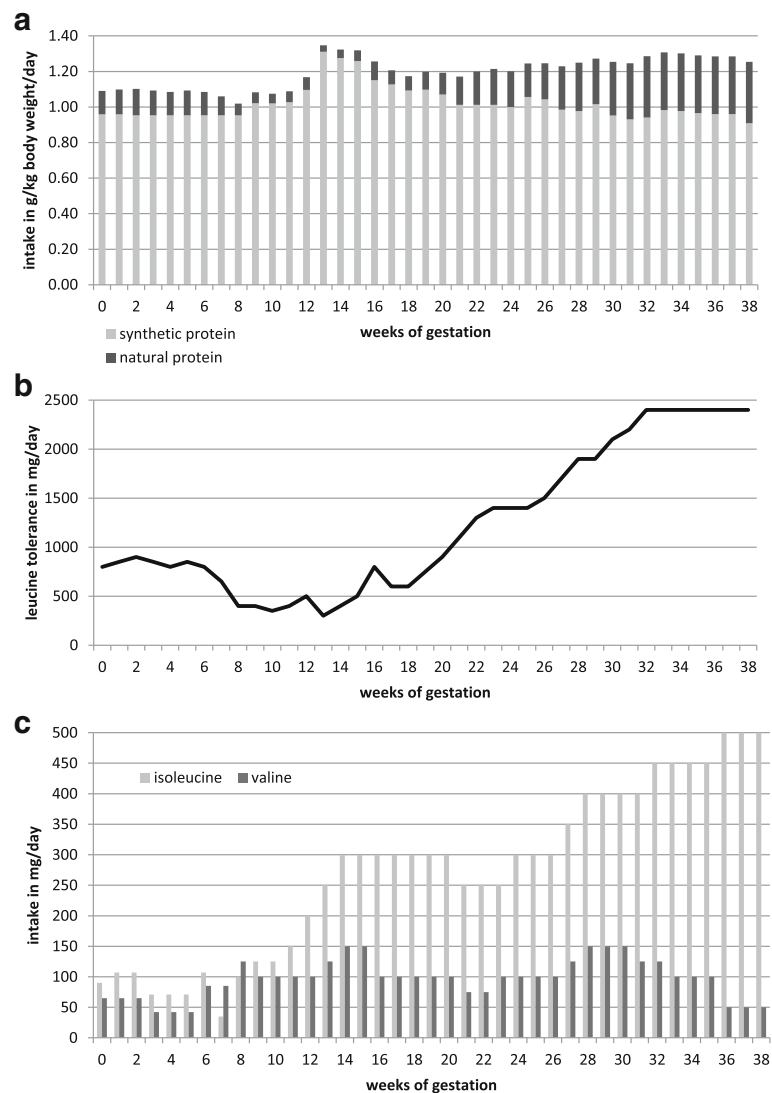 a
intake in g/kg body weight/day
1.40
1.20
1.00
0.80
0.60
0.40
0.20
0.00
0 2 4 6 8 10 12 14 16 18 20 22 24 26 28 30 32 34 36 38
weeks of gestation
synthetic protein
natural protein
b
leucine tolerance in mg/day
2500
2000
1500
1000
500
0
0 2 4 6 8 10 12 14 16 18 20 22 24 26 28 30 32 34 36 38
weeks of gestation
c
intake in mg/day
500
450
400
350
300
250
200
150
100
50
0
isoleucine valine
0 2 4 6 8 10 12 14 16 18 20 22 24 26 28 30 32 34 36 38
weeks of gestation